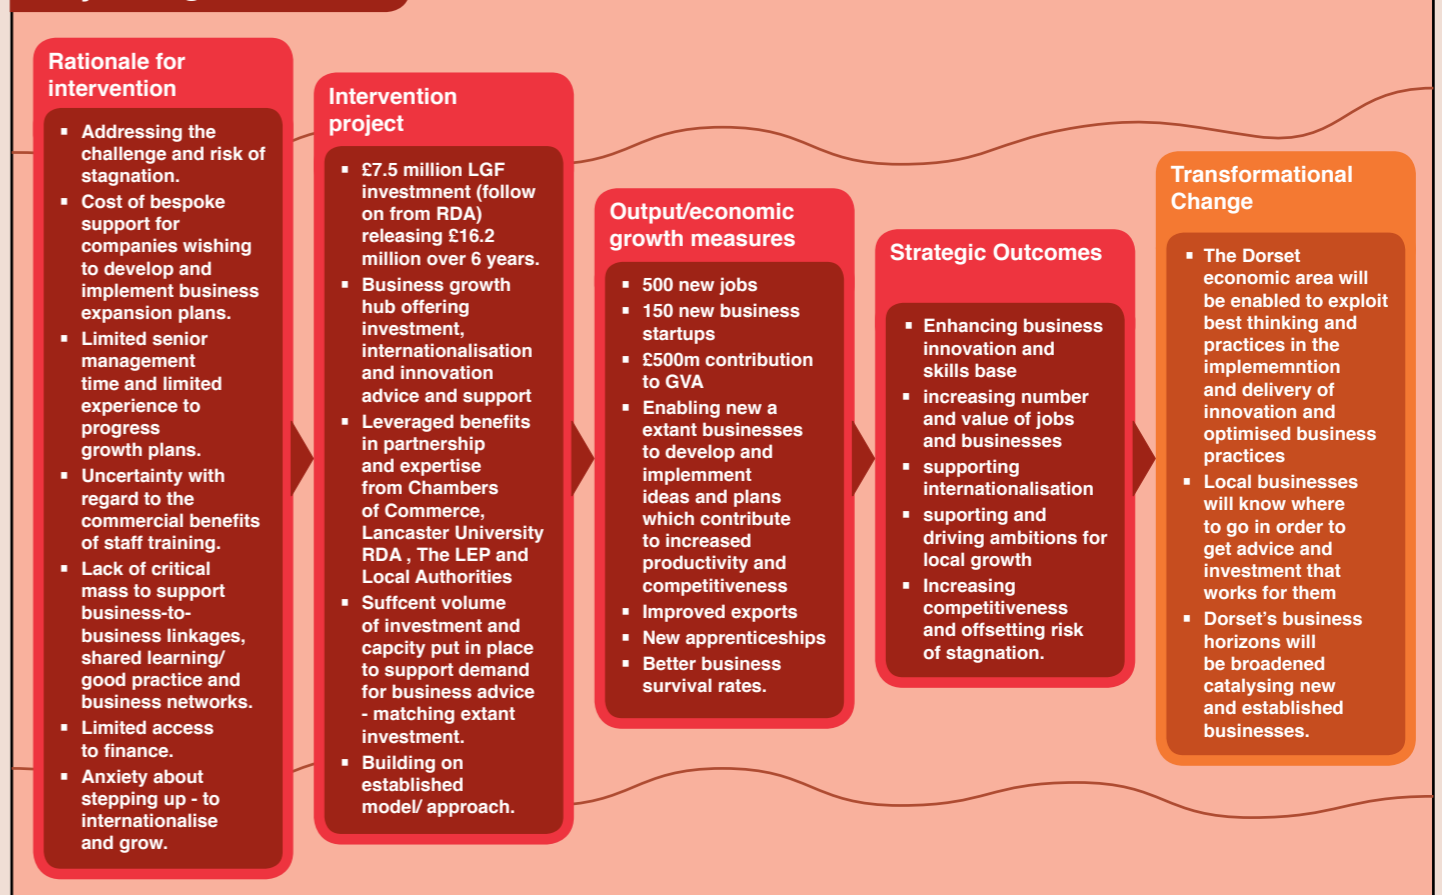 Rationale for
intervention
▪ Addressing the
challenge and risk of
stagnation.
▪ Cost of bespoke
support for
companies wishing
to develop and
implement business
expansion plans.
▪ Limited senior
management
time and limited
experience to
progress
growth plans.
▪ Uncertainty with
regard to the
commercial benefits
of staff training.
▪ Lack of critical
mass to support
business-to-
business linkages,
shared learning/
good practice and
business networks.
▪ Limited access
to finance.
▪ Anxiety about
stepping up - to
internationalise
and grow.
Intervention
project
▪ £7.5 million LGF
investmnent (follow
on from RDA)
releasing £16.2
million over 6 years.
▪ Business growth
hub offering
investment,
internationalisation
and innovation
advice and support
▪ Leveraged benefits
in partnership
and expertise
from Chambers
of Commerce,
Lancaster University
RDA , The LEP and
Local Authorities
▪ Suffcent volume
of investment and
capcity put in place
to support demand
for business advice
- matching extant
investment.
▪ Building on
established
model/ approach.
Output/economic
growth measures
▪ 500 new jobs
▪ 150 new business
startups
▪ £500m contribution
to GVA
▪ Enabling new a
extant businesses
to develop and
implemment
ideas and plans
which contribute
to increased
productivity and
competitiveness
▪ Improved exports
▪ New apprenticeships
▪ Better business
survival rates.
Strategic Outcomes
▪ Enhancing business
innovation and
skills base
▪ increasing number
and value of jobs
and businesses
▪ supporting
internationalisation
▪ suporting and
driving ambitions for
local growth
▪ Increasing
competitiveness
and offsetting risk
of stagnation.
Transformational
Change
▪ The Dorset
economic area will
be enabled to exploit
best thinking and
practices in the
implememntion
and delivery of
innovation and
optimised business
practices
▪ Local businesses
will know where
to go in order to
get advice and
investment that
works for them
▪ Dorset's business
horizons will
be broadened
catalysing new
and established
businesses.